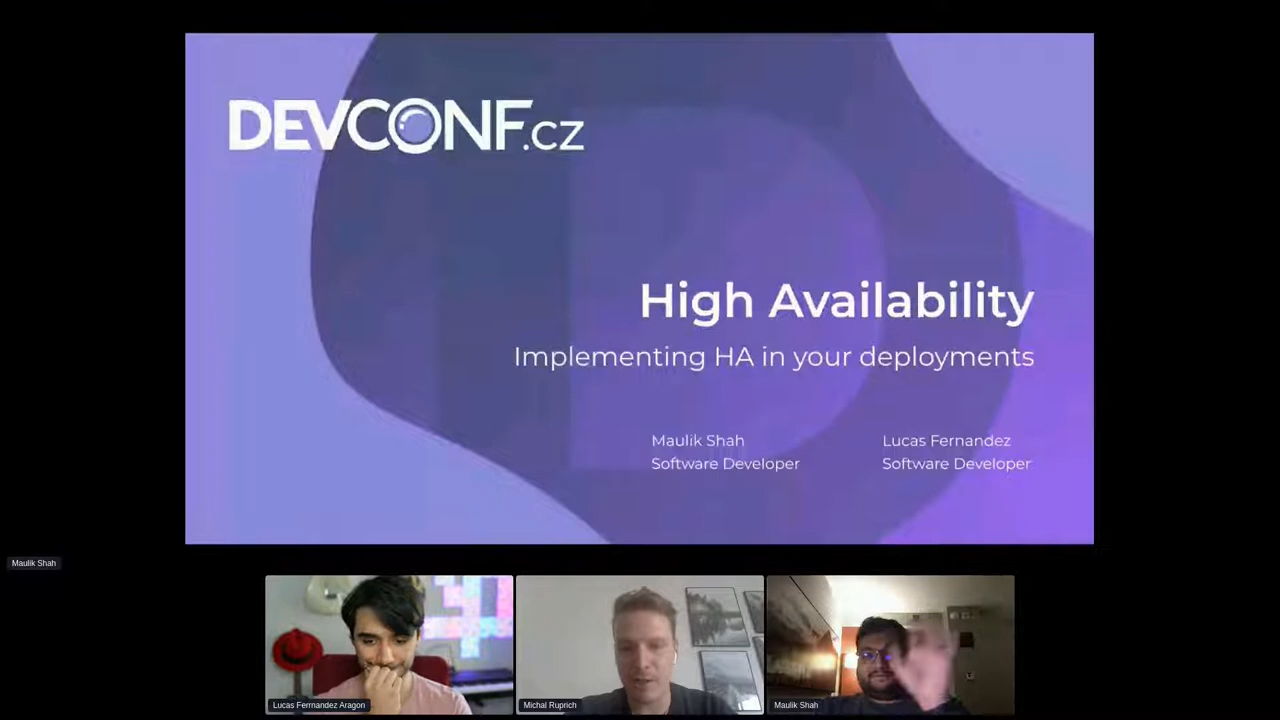 DEVCONF.cz
High Availability
Implementing HA in your deployments
Maulik Shah
Software Developer
Lucas Fernandez
Software Developer
Maulik Shah
Lucas Ferrnandez Aragon
Michal Ruprich
Maulik Shah